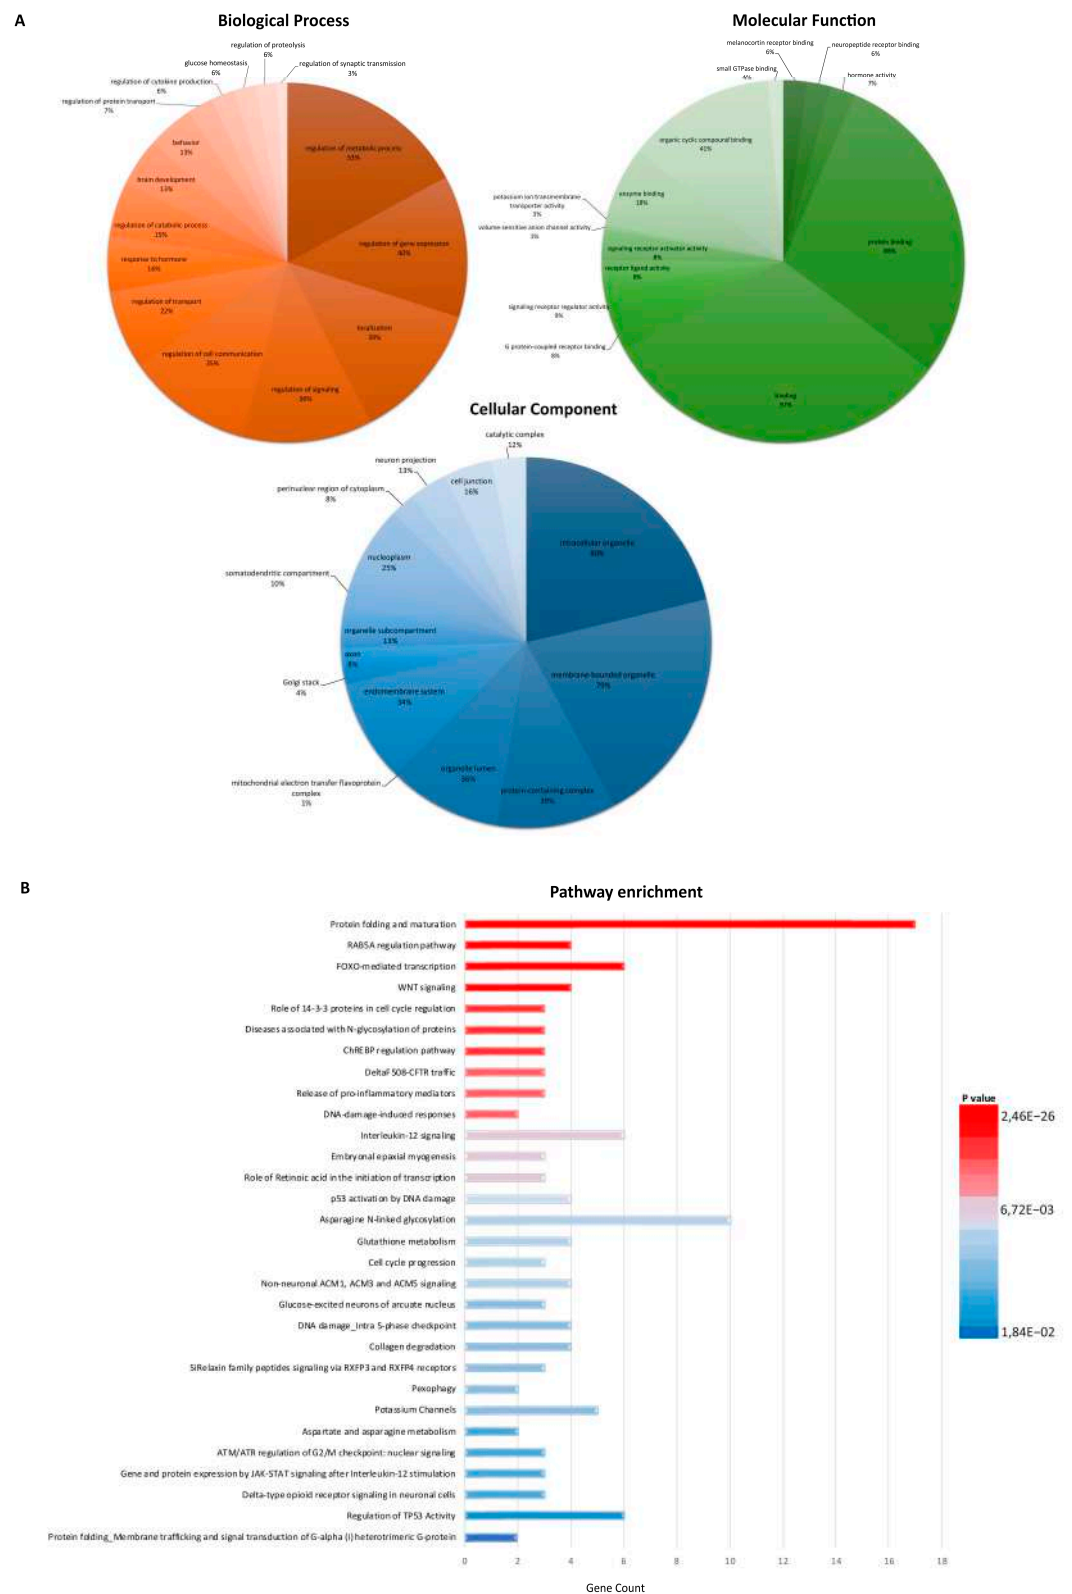 A
Biological Process
Molecular Function
regulation of proteolysis
6%
glucose homeostasis
6%
regulation of synaptic transmission
3%
regulation of cytokine production
6%
regulation of protein transport
7%
behavior
13%
brain development
13%
regulation of catabolic process
15%
response to hormone
16%
regulation of transport
22%
regulation of cell communication
35%
regulation of signaling
36%
localization
regulation of gene expression
40%
regulation of metabolic process
melanocortin receptor binding
6%
neuropeptide receptor binding
6%
small GTPase binding
4%
hormone activity
7%
organic cyclic compound binding
41%
enzyme binding
18%
potassium ion transmembrane
transporter activity
3%
volume-sensitive anion channel activity
3%
signaling receptor activator activity
8%
receptor ligand activity
8%
signaling receptor regulator activity
G protein-coupled receptor binding
protein binding
binding
Cellular Component
catalytic complex
12%
neuron projection
13%
cell junction
16%
perinuclear region of cytoplasm
8%
nucleoplasm
25%
somatodendritic compartment
10%
organelle subcompartment
13%
axon
8%
Golgi stack
4%
endomembrane system
34%
mitochondrial electron transfer flavoprotein
complex
1%
organelle lumen
protein-containing complex
membrane-bounded organelle
intracellular organelle
B
Pathway enrichment
Protein folding and maturation
RAB5A regulation pathway
FOXO-mediated transcription
WNT signaling
Role of 14-3-3 proteins in cell cycle regulation
Diseases associated with N-glycosylation of proteins
ChREBP regulation pathway
DeltaF508-CFTR traffic
Release of pro-inflammatory mediators
DNA-damage-induced responses
Interleukin-12 signaling
Embryonal epaxial myogenesis
Role of Retinoic acid in the initiation of transcription
p53 activation by DNA damage
Asparagine N-linked glycosylation
Glutathione metabolism
Cell cycle progression
Non-neuronal ACM1, ACM3 and ACM5 signaling
Glucose-excited neurons of arcuate nucleus
DNA damage_Intra S-phase checkpoint
Collagen degradation
SiRelaxin family peptides signaling via RXFP3 and RXFP4 receptors
Pexophagy
Potassium Channels
Aspartate and asparagine metabolism
ATM/ATR regulation of G2/M checkpoint: nuclear signaling
Gene and protein expression by JAK-STAT signaling after Interleukin-12 stimulation
Delta-type opioid receptor signaling in neuronal cells
Regulation of TP53 Activity
Protein folding_Membrane trafficking and signal transduction of G-alpha (i) heterotrimeric G-protein
0 2 4 6 8 10 12 14 16 18
Gene Count
P value
2,46E−26
6,72E−03
1,84E−02